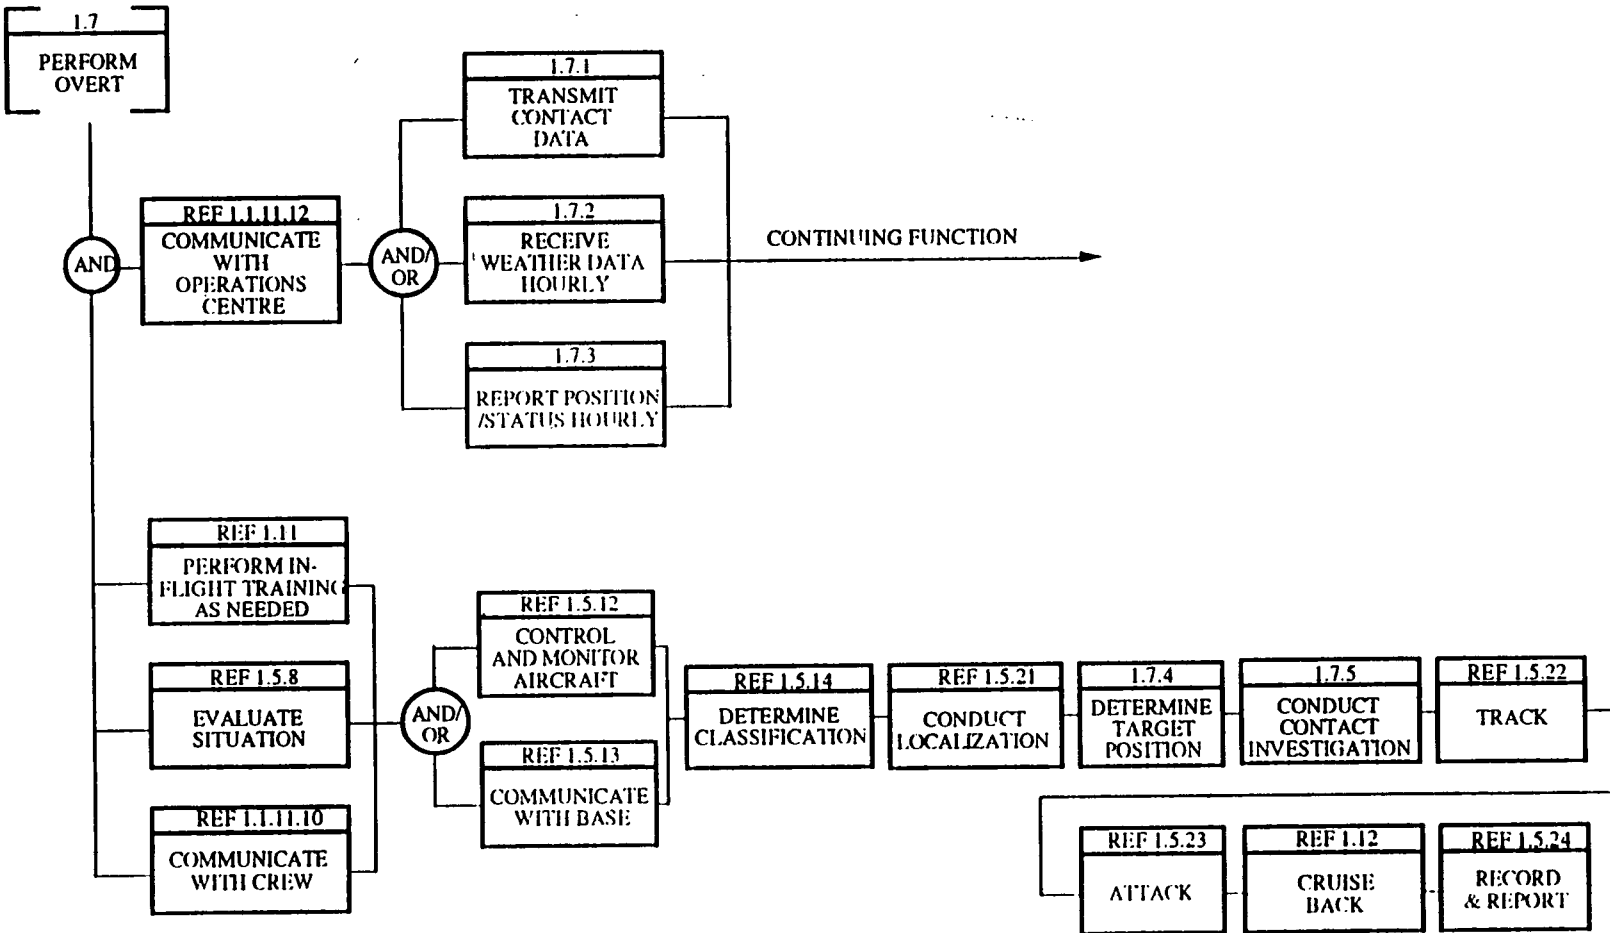 1.7
PERFORM
OVERT
1.7.1
TRANSMIT
CONTACT
DATA
AND
REF 1.1.11.12
COMMUNICATE
WITH
OPERATIONS
CENTRE
AND/
OR
1.7.2
RECEIVE
WEATHER DATA
HOURLY
CONTINUING FUNCTION
1.7.3
REPORT POSITION
/STATUS HOURLY
REF 1.11
PERFORM IN-
FLIGHT TRAINING
AS NEEDED
REF 1.5.8
EVALUATE
SITUATION
REF 1.1.11.10
COMMUNICATE
WITH CREW
AND/
OR
REF 1.5.12
CONTROL
AND MONITOR
AIRCRAFT
REF 1.5.13
COMMUNICATE
WITH BASE
REF 1.5.14
DETERMINE
CLASSIFICATION
REF 1.5.21
CONDUCT
LOCALIZATION
1.7.4
DETERMINE
TARGET
POSITION
1.7.5
CONDUCT
CONTACT
INVESTIGATION
REF 1.5.22
TRACK
REF 1.5.23
ATTACK
REF 1.12
CRUISE
BACK
REF 1.5.24
RECORD
& REPORT